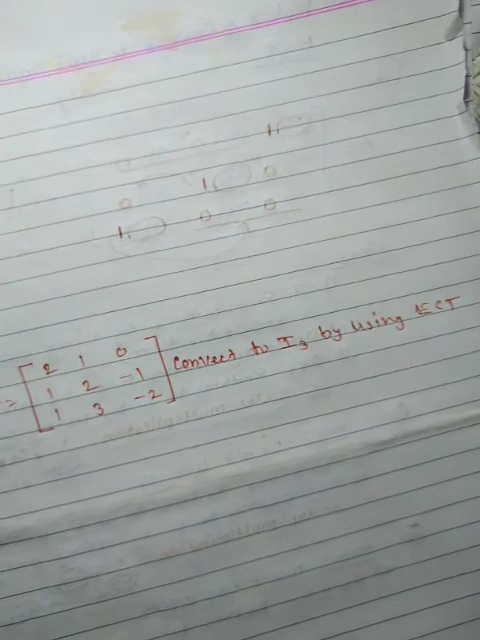 1
0 1 0
1 0 0
= [ 2 1 0
1 2 -1
1 3 -2 ] Convert to I3 by using ECT